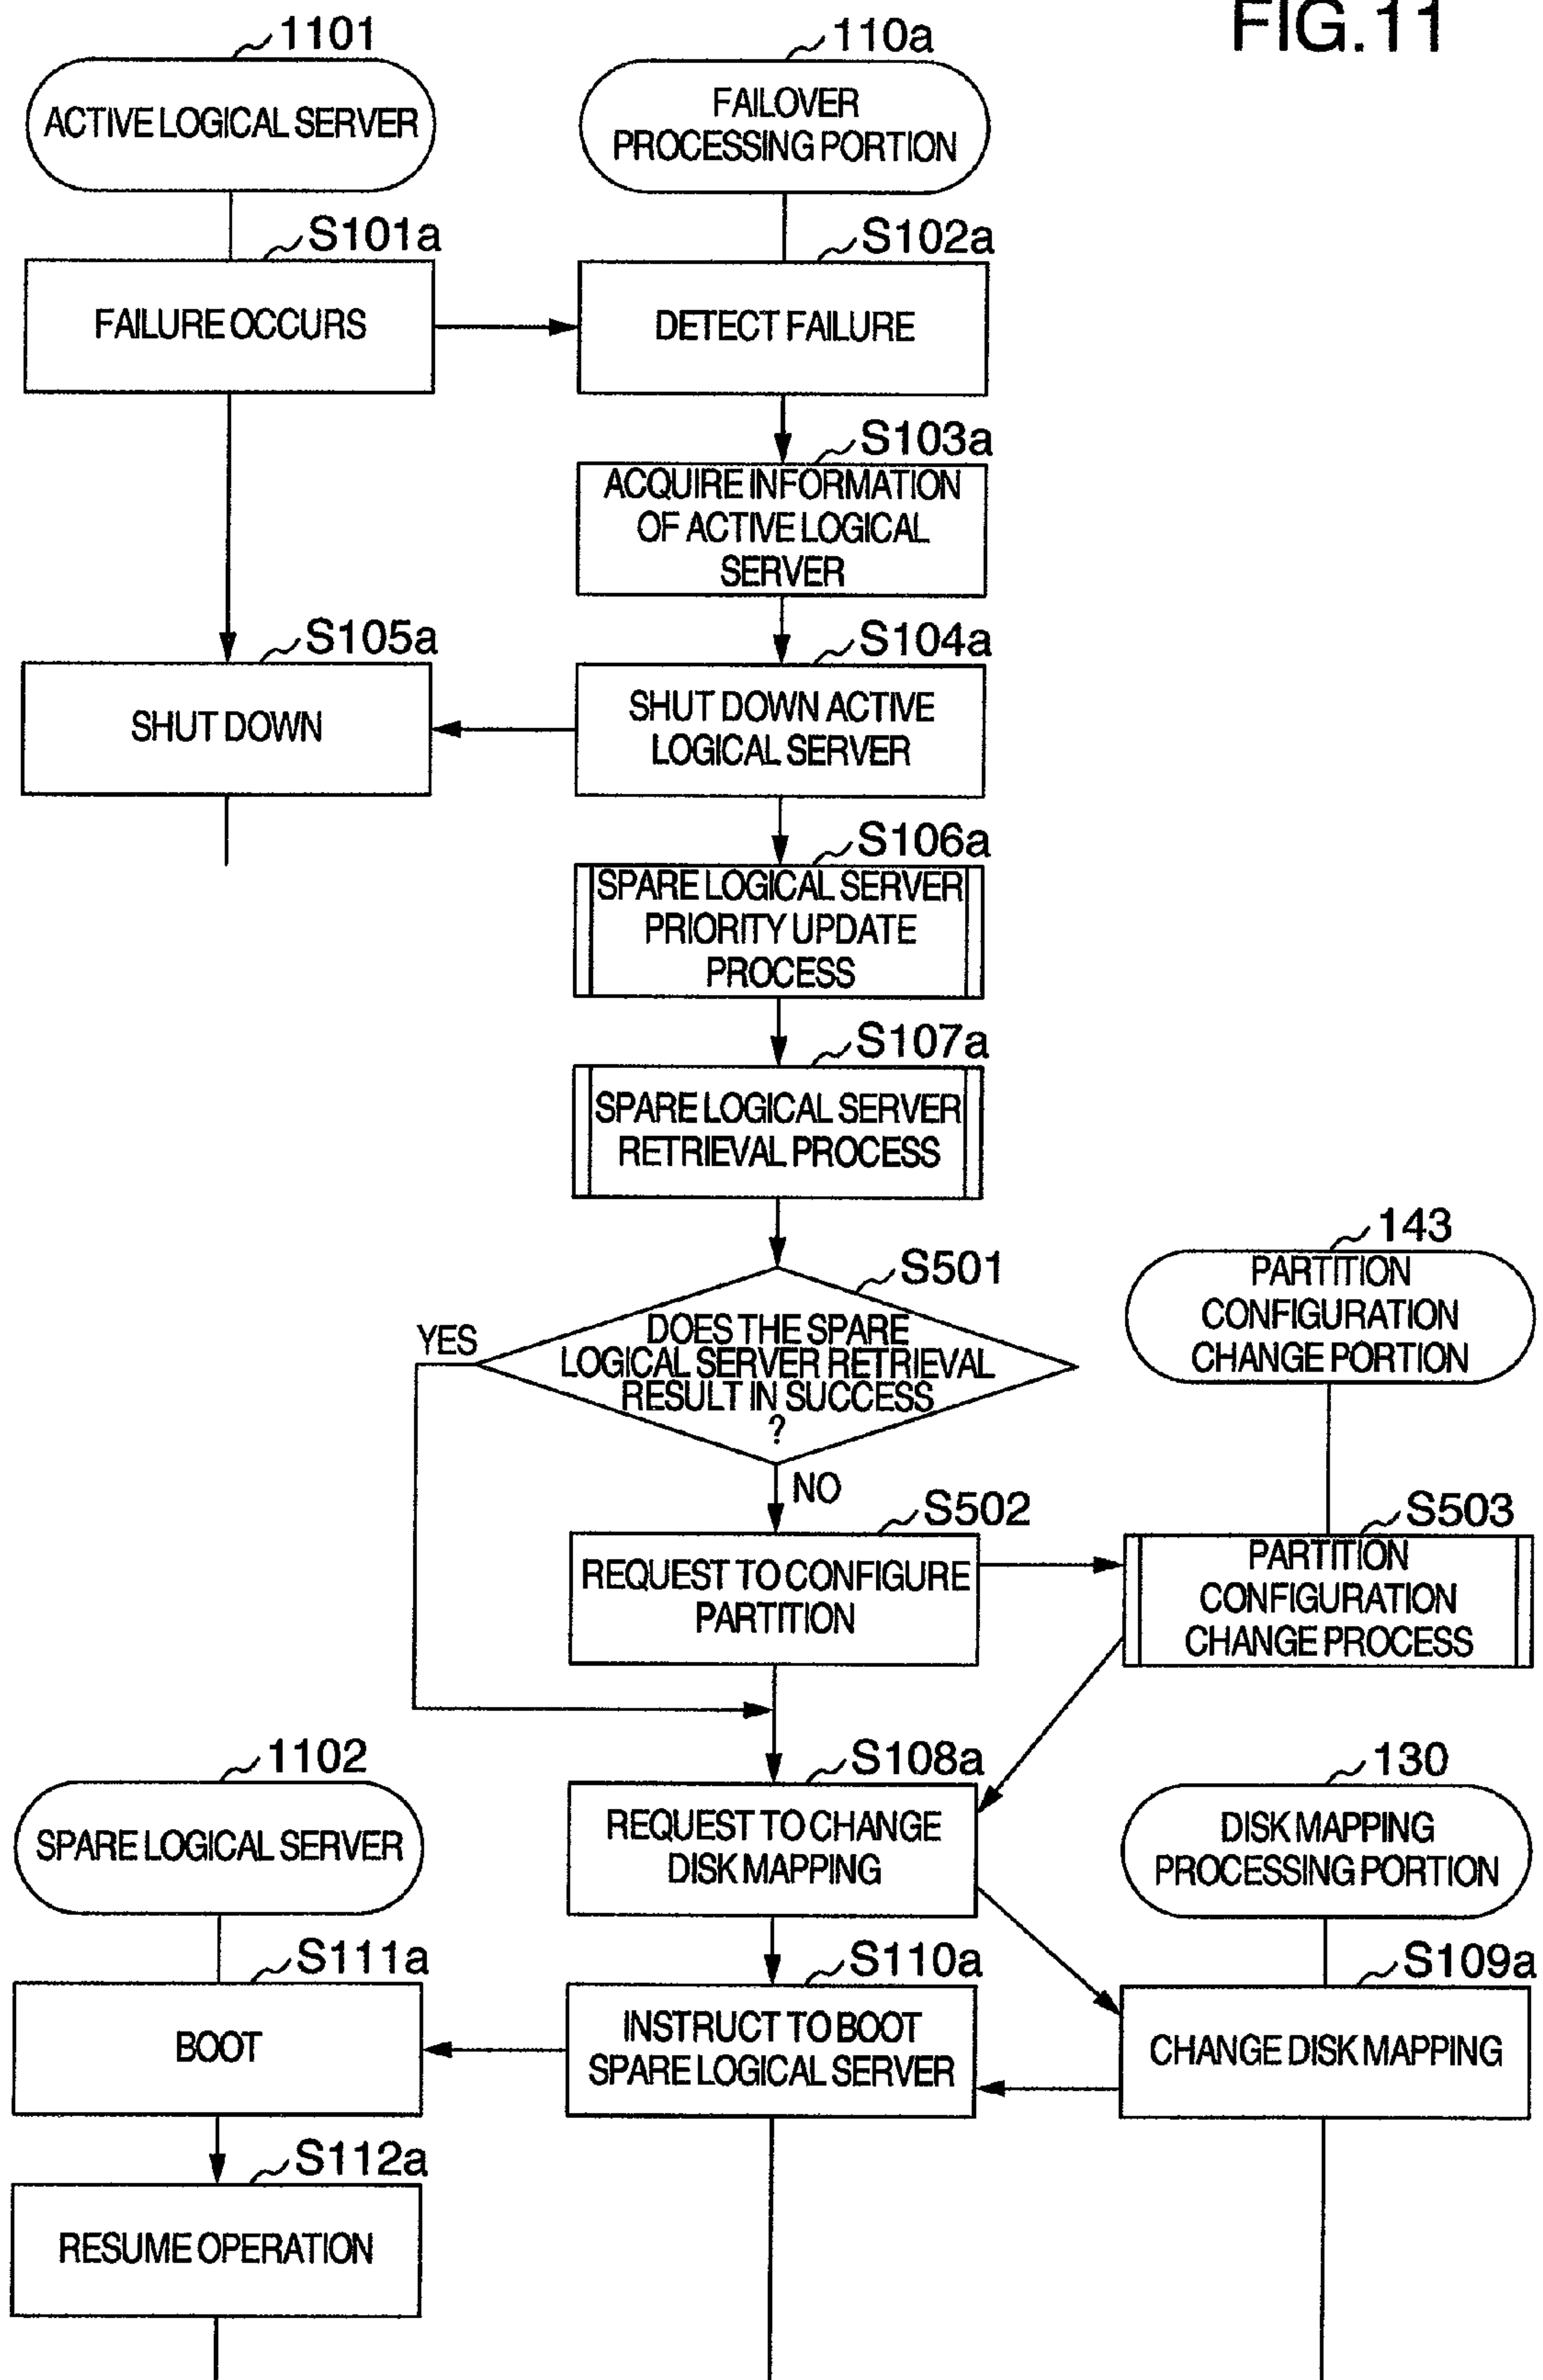 FIG.11
1101
ACTIVE LOGICAL SERVER
110a
FAILOVER
PROCESSING PORTION
S101a
FAILURE OCCURS
S102a
DETECT FAILURE
S103a
ACQUIRE INFORMATION
OF ACTIVE LOGICAL
SERVER
S105a
SHUT DOWN
S104a
SHUT DOWN ACTIVE
LOGICAL SERVER
S106a
SPARE LOGICAL SERVER
PRIORITY UPDATE
PROCESS
S107a
SPARE LOGICAL SERVER
RETRIEVAL PROCESS
S501
DOES THE SPARE
LOGICAL SERVER RETRIEVAL
RESULT IN SUCCESS
?
YES
NO
143
PARTITION
CONFIGURATION
CHANGE PORTION
S502
REQUEST TO CONFIGURE
PARTITION
S503
PARTITION
CONFIGURATION
CHANGE PROCESS
1102
SPARE LOGICAL SERVER
S108a
REQUEST TO CHANGE
DISK MAPPING
130
DISK MAPPING
PROCESSING PORTION
S111a
BOOT
S110a
INSTRUCT TO BOOT
SPARE LOGICAL SERVER
S109a
CHANGE DISK MAPPING
S112a
RESUME OPERATION